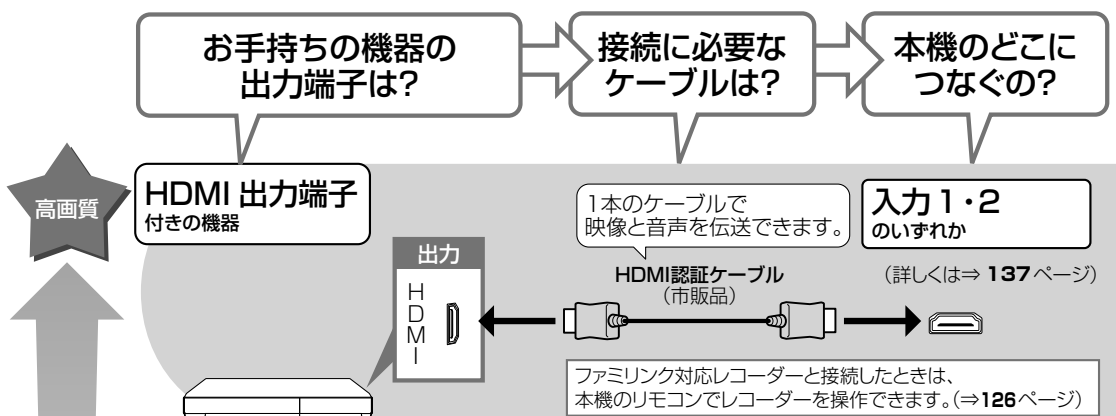 お手持ちの機器の
出力端子は?
接続に必要な
ケーブルは?
本機のどこに
つなぐの?
高画質
HDMI 出力端子
付きの機器
出力
HDMI
1本のケーブルで
映像と音声を伝送できます。
HDMI認証ケーブル
(市販品)
入力1・2
のいずれか
(詳しくは⇒ 137ページ)
ファミリンク対応レコーダーと接続したときは、
本機のリモコンでレコーダーを操作できます。(⇒126ページ)